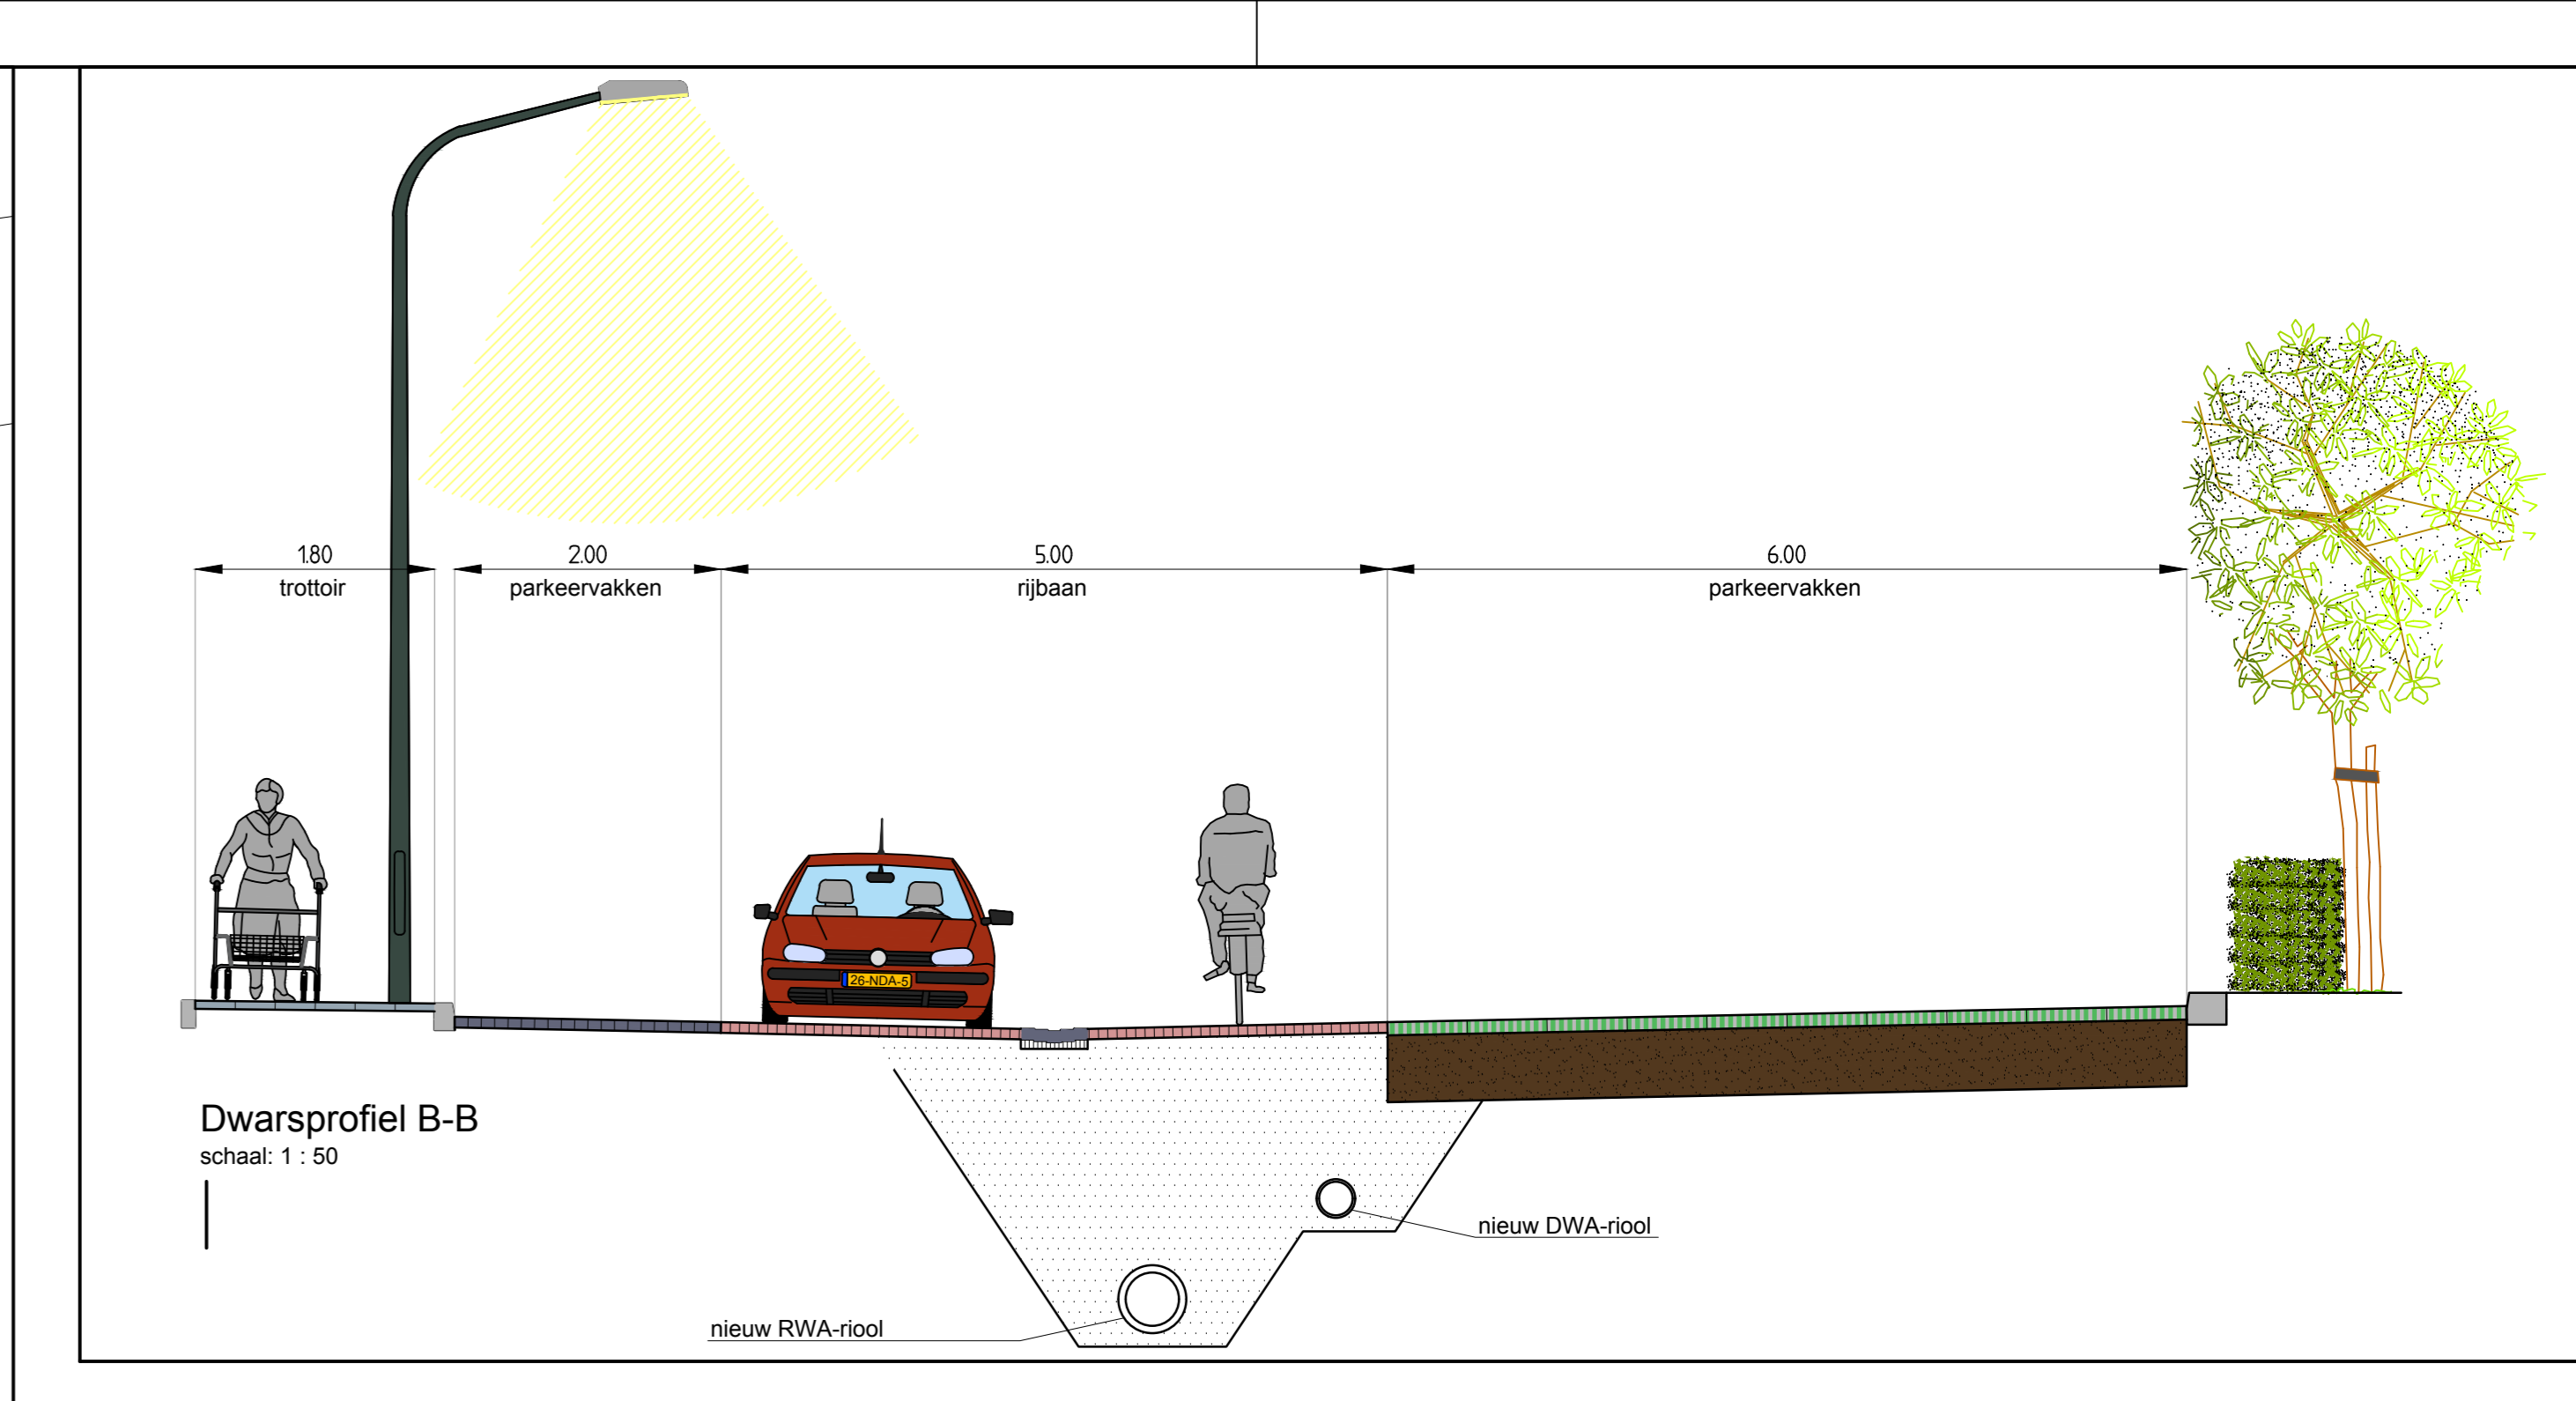 1.80
2.00
5.00
6.00
trottoir
parkeervakken
rijbaan
parkeervakken
26-NDA-5
Dwarsprofiel B-B
schaal: 1 : 50
nieuw DWA-riool
nieuw RWA-riool